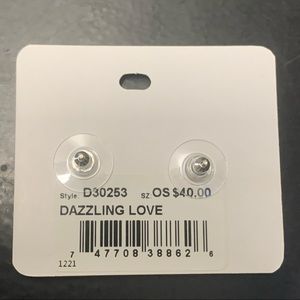 Style: D30253 SZ. OS $40.00
DAZZLING LOVE
7 47708 38862 6
1221